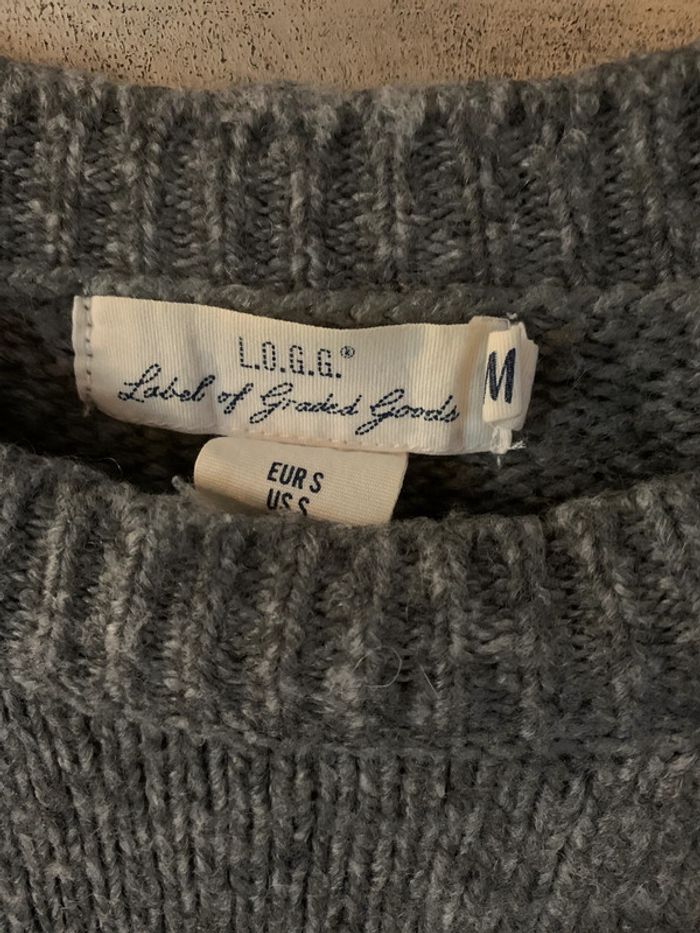 L.O.G.G.®
Label of Graded Goods
M
EUR S
US S